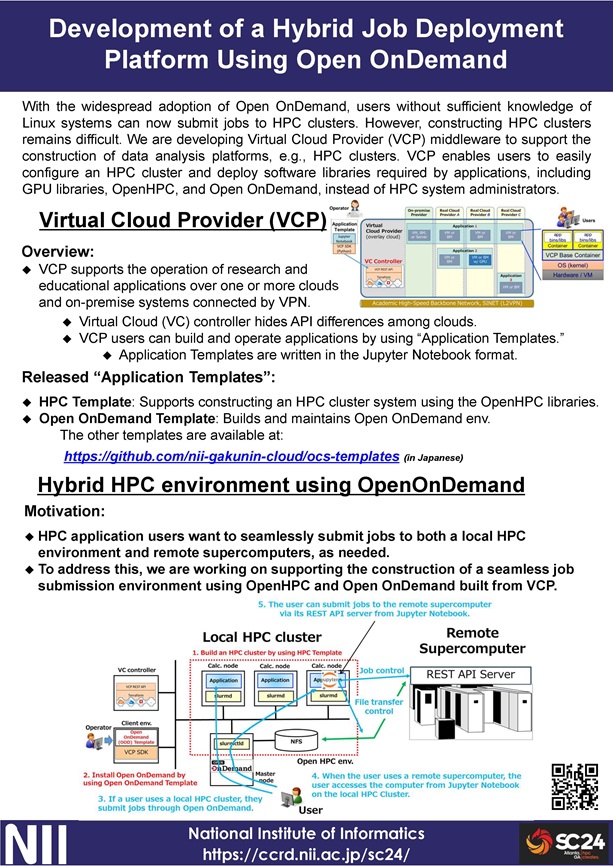 Development of a Hybrid Job Deployment
Platform Using Open OnDemand
With the widespread adoption of Open OnDemand, users without sufficient knowledge of
Linux systems can now submit jobs to HPC clusters. However, constructing HPC clusters
remains difficult. We are developing Virtual Cloud Provider (VCP) middleware to support the
construction of data analysis platforms, e.g., HPC clusters. VCP enables users to easily
configure an HPC cluster and deploy software libraries required by applications, including
GPU libraries, OpenHPC, and Open OnDemand, instead of HPC system administrators.
Virtual Cloud Provider (VCP)
Operator
Application
Template
Jupyter
Notebook
VCP SDK
(Python)
On-premise
Provider
Real Cloud
Provider A
Real Cloud
Provider B
Real Cloud
Provider C
Virtual
Cloud Provider
(overlay cloud)
Application 1
VC Controller
VCP REST API
Application 2
Application
3
Academic High-Speed Backbone Network, SINET (L2VPN)
Users
app
bins/libs
Container
app
bins/libs
Container
VCP Base Container
OS (kernel)
Hardware / VM
Overview:
◆ VCP supports the operation of research and
educational applications over one or more clouds
and on-premise systems connected by VPN.
◆ Virtual Cloud (VC) controller hides API differences among clouds.
◆ VCP users can build and operate applications by using “Application Templates.”
◆ Application Templates are written in the Jupyter Notebook format.
Released “Application Templates”:
◆ HPC Template: Supports constructing an HPC cluster system using the OpenHPC libraries.
◆ Open OnDemand Template: Builds and maintains Open OnDemand env.
The other templates are available at:
https://github.com/nii-gakunin-cloud/ocs-templates (in Japanese)
Hybrid HPC environment using OpenOnDemand
Motivation:
◆ HPC application users want to seamlessly submit jobs to both a local HPC
environment and remote supercomputers, as needed.
◆ To address this, we are working on supporting the construction of a seamless job
submission environment using OpenHPC and Open OnDemand built from VCP.
5. The user can submit jobs to the remote supercomputer
via its REST API server from Jupyter Notebook.
Local HPC cluster
Remote
Supercomputer
1. Build an HPC cluster by using HPC Template
VC controller
VCP REST API
Calc. node
Application
slurmd
Calc. node
Application
slurmd
Calc. node
slurmd
Job control
REST API Server
File transfer
control
Operator
Client env.
Open
OnDemand
(OOD) Template
VCP SDK
slurmctld
NFS
OPEN
OnDemand
Master
node
Open HPC env.
2. Install Open OnDemand by
using Open OnDemand Template
3. If a user uses a local HPC cluster, they
submit jobs through Open OnDemand.
4. When the user uses a remote supercomputer, the
user accesses the computer from Jupyter Notebook
on the local HPC Cluster.
User
NII
National Institute of Informatics
https://ccrd.nii.ac.jp/sc24/
SC24